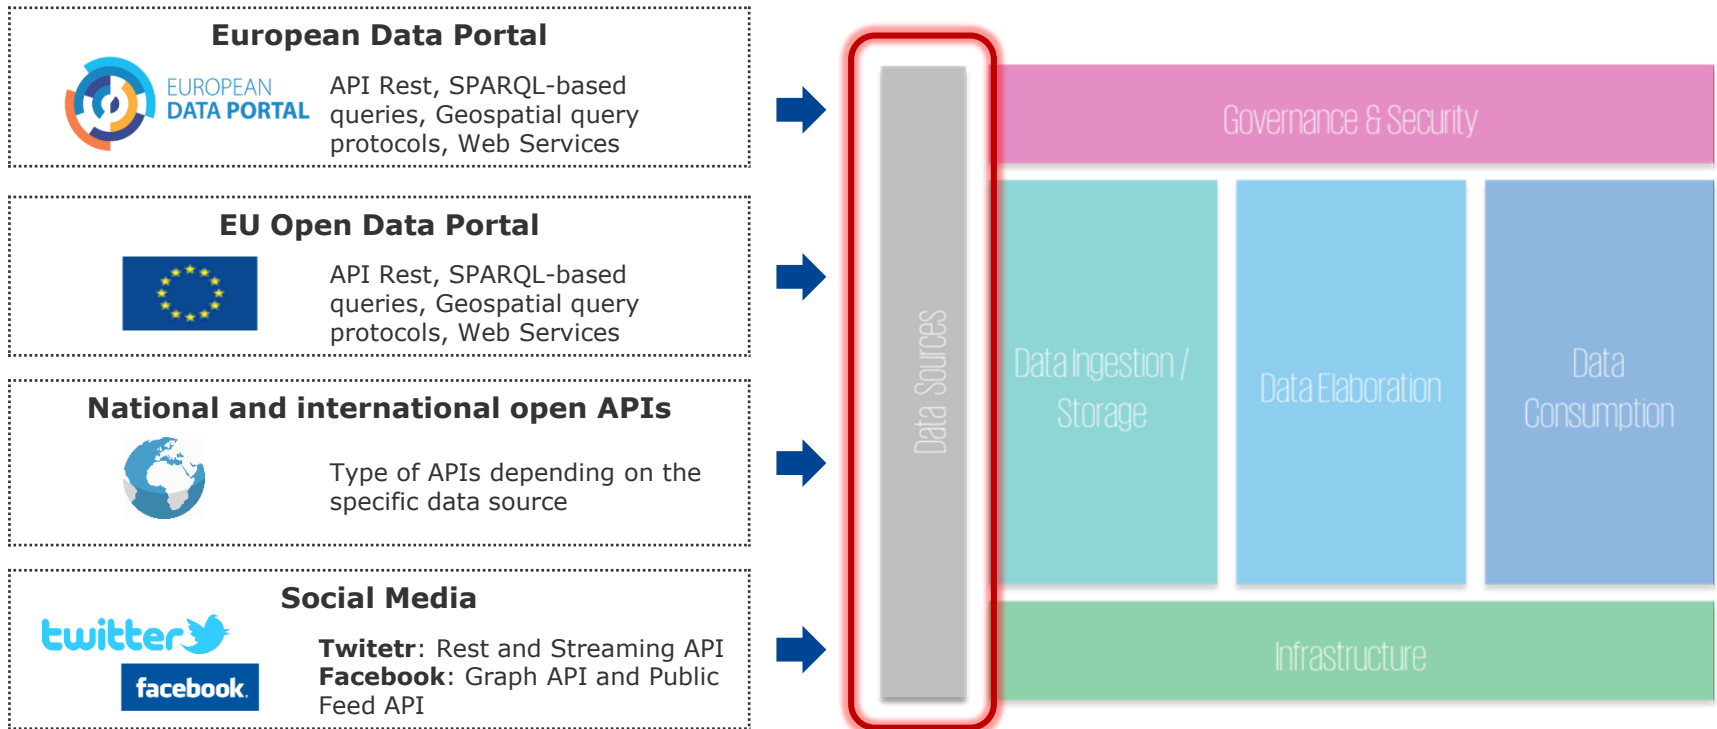 European Data Portal
EUROPEAN
DATA PORTAL
API Rest, SPARQL-based
queries, Geospatial query
protocols, Web Services
EU Open Data Portal
API Rest, SPARQL-based
queries, Geospatial query
protocols, Web Services
National and international open APIs
Type of APIs depending on the
specific data source
Social Media
twitter
facebook.
Twitetr: Rest and Streaming API
Facebook: Graph API and Public
Feed API
Data Sources
Governance & Security
Data Ingestion /
Storage
Data Elaboration
Data
Consumption
Infrastructure